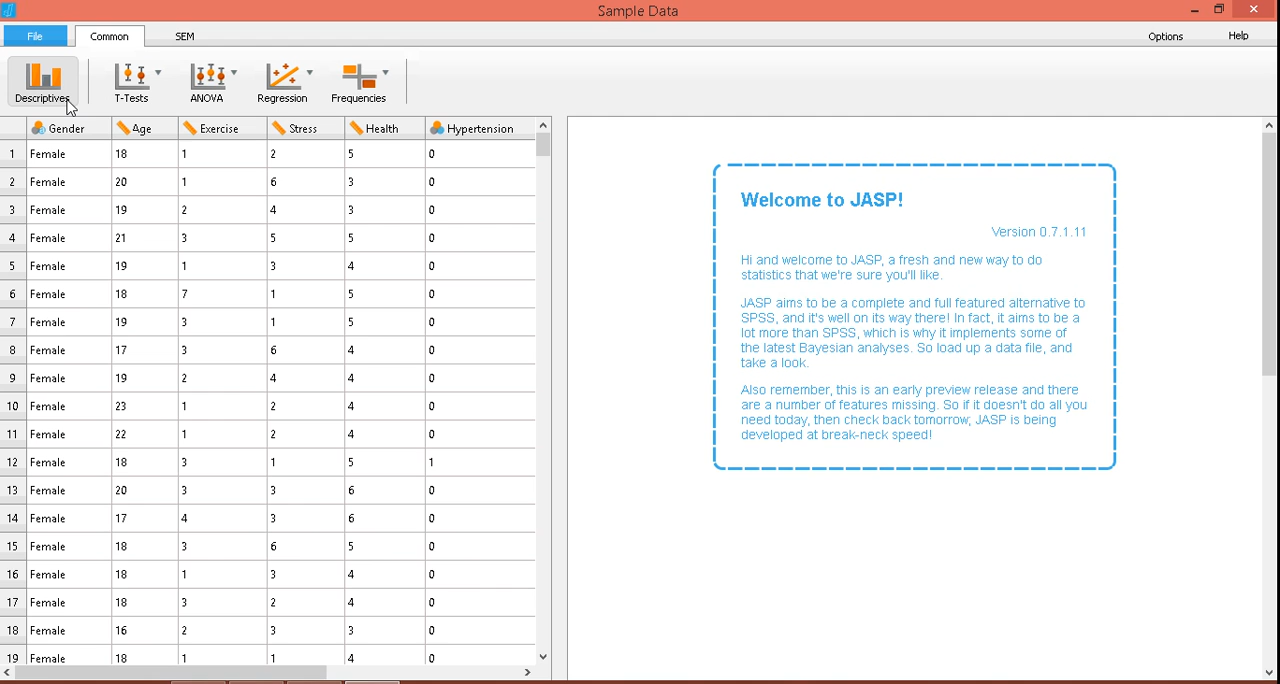 Sample Data
File Common SEM Options Help
Descriptives T-Tests ANOVA Regression Frequencies
Gender Age Exercise Stress Health Hypertension
1 Female 18 1 2 5 0
2 Female 20 1 6 3 0
3 Female 19 2 4 3 0
4 Female 21 3 5 5 0
5 Female 19 1 3 4 0
6 Female 18 7 1 5 0
7 Female 19 3 1 5 0
8 Female 17 3 6 4 0
9 Female 19 2 4 4 0
10 Female 23 1 2 4 0
11 Female 22 1 2 4 0
12 Female 18 3 1 5 1
13 Female 20 3 3 6 0
14 Female 17 4 3 6 0
15 Female 18 3 6 5 0
16 Female 18 1 3 4 0
17 Female 18 3 2 4 0
18 Female 16 2 3 3 0
19 Female 18 1 1 4 0
Welcome to JASP!
Version 0.7.1.11
Hi and welcome to JASP, a fresh and new way to do
statistics that we're sure you'll like.
JASP aims to be a complete and full featured alternative to
SPSS, and it's well on its way there! In fact, it aims to be a
lot more than SPSS, which is why it implements some of
the latest Bayesian analyses. So load up a data file, and
take a look.
Also remember, this is an early preview release and there
are a number of features missing. So if it doesn't do all you
need today, then check back tomorrow; JASP is being
developed at break-neck speed!